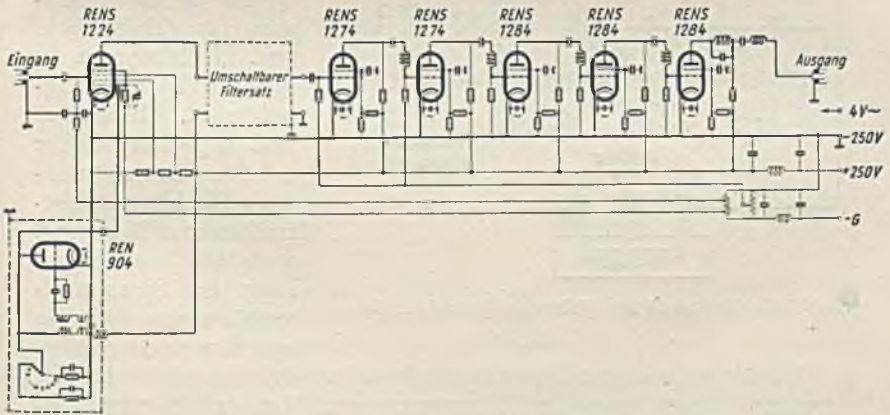 RENS
1224
RENS
1274
RENS
1274
RENS
1284
RENS
1284
RENS
1284
Eingang
Umschaltbarer
Filtersatz
Ausgang
4V~
-250V
+250V
-G
REN
904